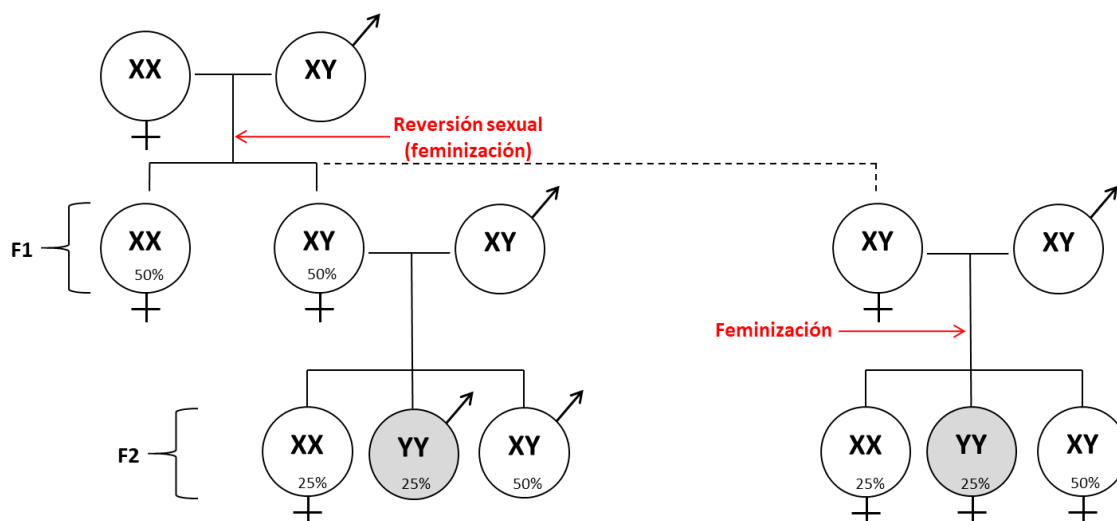 XX
XY
Reversión sexual
(feminización)
F1
XX
50%
XY
50%
XY
XY
XY
Feminización
F2
XX
25%
YY
25%
XY
50%
XX
25%
YY
25%
XY
50%